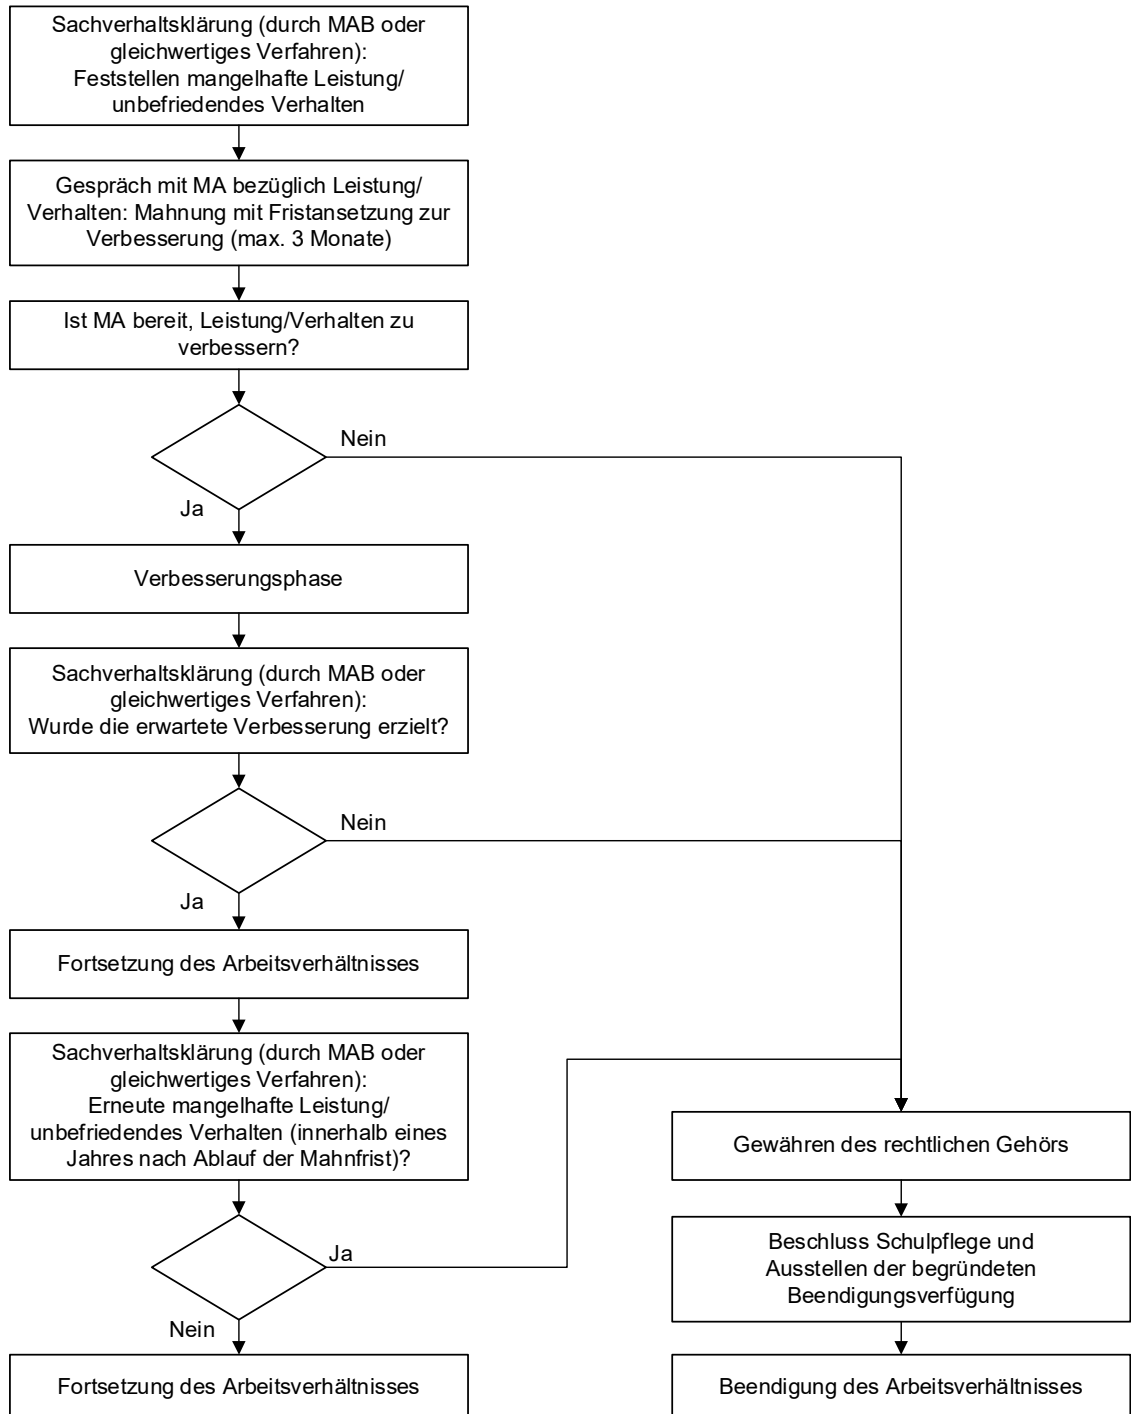 Sachverhaltsklärung (durch MAB oder
gleichwertiges Verfahren):
Feststellen mangelhafte Leistung/
unbefriedendes Verhalten
Gespräch mit MA bezüglich Leistung/
Verhalten: Mahnung mit Fristansetzung zur
Verbesserung (max. 3 Monate)
Ist MA bereit, Leistung/Verhalten zu
verbessern?
Nein
Ja
Verbesserungsphase
Sachverhaltsklärung (durch MAB oder
gleichwertiges Verfahren):
Wurde die erwartete Verbesserung erzielt?
Nein
Ja
Fortsetzung des Arbeitsverhältnisses
Sachverhaltsklärung (durch MAB oder
gleichwertiges Verfahren):
Erneute mangelhafte Leistung/
unbefriedendes Verhalten (innerhalb eines
Jahres nach Ablauf der Mahnfrist)?
Ja
Nein
Fortsetzung des Arbeitsverhältnisses
Gewähren des rechtlichen Gehörs
Beschluss Schulpflege und
Ausstellen der begründeten
Beendigungsverfügung
Beendigung des Arbeitsverhältnisses